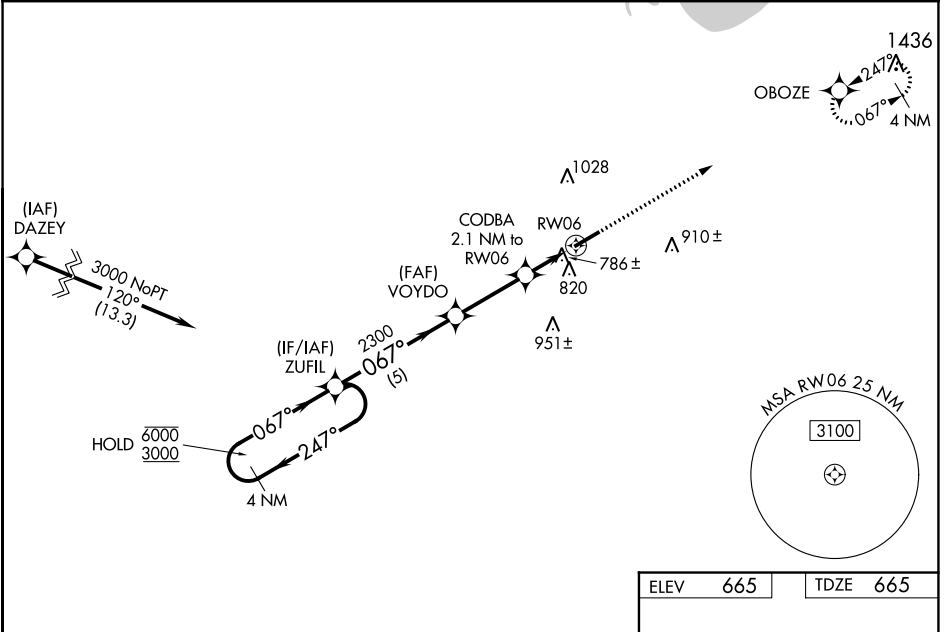 1436
247°
OBOZE
067°
4 NM
1028
(IAF)
DAZEY
CODBA
2.1 NM to
RW06
RW06
910±
786±
3000 NoPT
120°
(13.3)
(FAF)
VOYDO
820
951±
2300
067°
(5)
(IF/IAF)
ZUFIL
067°
247°
HOLD
6000
3000
4 NM
MSA RW06 25 NM
3100
ELEV 665
TDZE 665